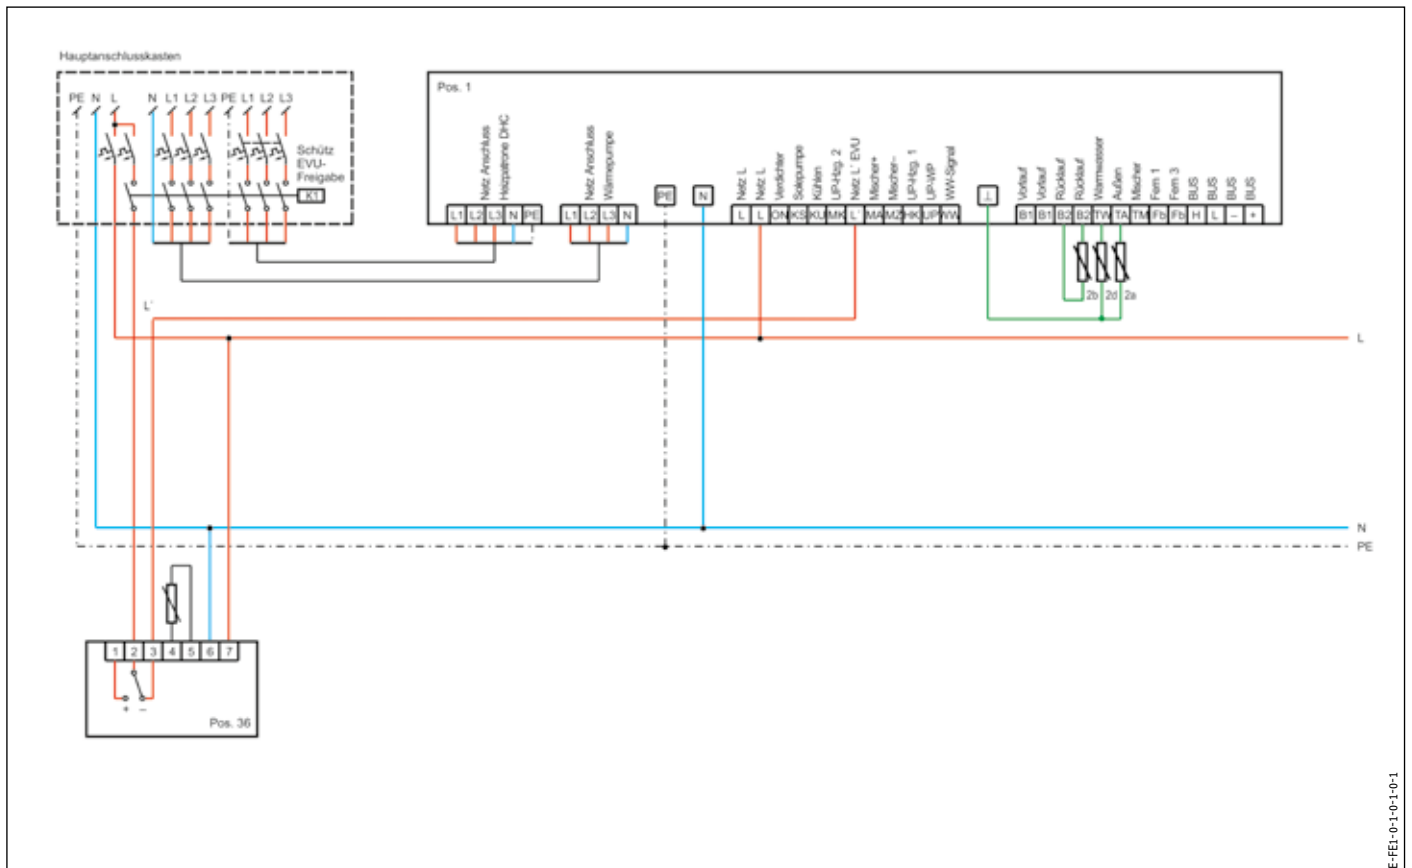 Hauptanschlusskasten
PE N L N L1 L2 L3 PE L1 L2 L3
Schütz
EVU-
Freigabe
K1
Pos. 1
Netz Anschluss
Heizpatrone DHC
Netz Anschluss
Wärmepumpe
Netz L
Netz L
Verdichter
Solepumpe
Kühlen
UP-Hzg. 2
Netz L´ EVU
Mischer+
Mischer–
UP-Hzg. 1
UP-WP
WW-Signal
Vorlauf
Vorlauf
Rücklauf
Rücklauf
Warmwasser
Außen
Mischer
Fern 1
Fern 3
BUS
BUS
BUS
BUS
L1 L2 L3 N PE
L1 L2 L3 N
PE
N
L L ON KS KU MK L´ MA MZ HK UP WW
B1 B1 B2 B2 TW TA TM Fb Fb H L – +
2b 2d 2a
L´
L
N
PE
1 2 3 4 5 6 7
+ –
Pos. 36
E-FE1-0-1-0-1-0-1